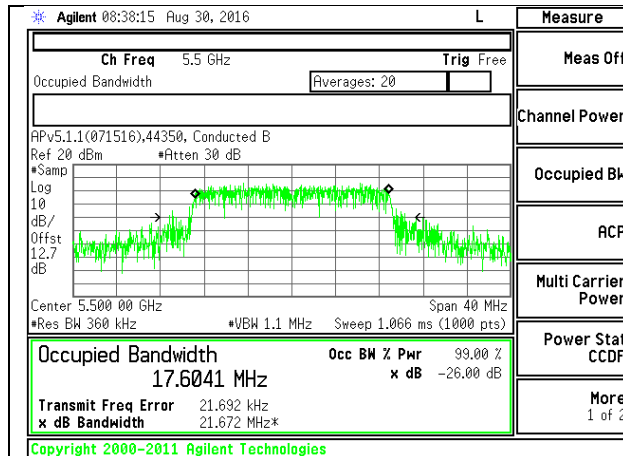 Agilent 08:38:15 Aug 30, 2016 L Measure
Ch Freq 5.5 GHz Trig Free
Occupied Bandwidth Averages: 20
APv5.1.1(071516),44350, Conducted B
Ref 20 dBm #Atten 30 dB
#Samp
Log
10
dB/
Offst
12.7
dB
Center 5.500 00 GHz Span 40 MHz
#Res BW 360 kHz #VBW 1.1 MHz Sweep 1.066 ms (1000 pts)
Occupied Bandwidth Occ BW % Pwr 99.00 %
17.6041 MHz x dB -26.00 dB
Transmit Freq Error 21.692 kHz
x dB Bandwidth 21.672 MHz*
Copyright 2000-2011 Agilent Technologies
Meas Off
Channel Power
Occupied BW
ACP
Multi Carrier
Power
Power Stat
CCDF
More
1 of 2